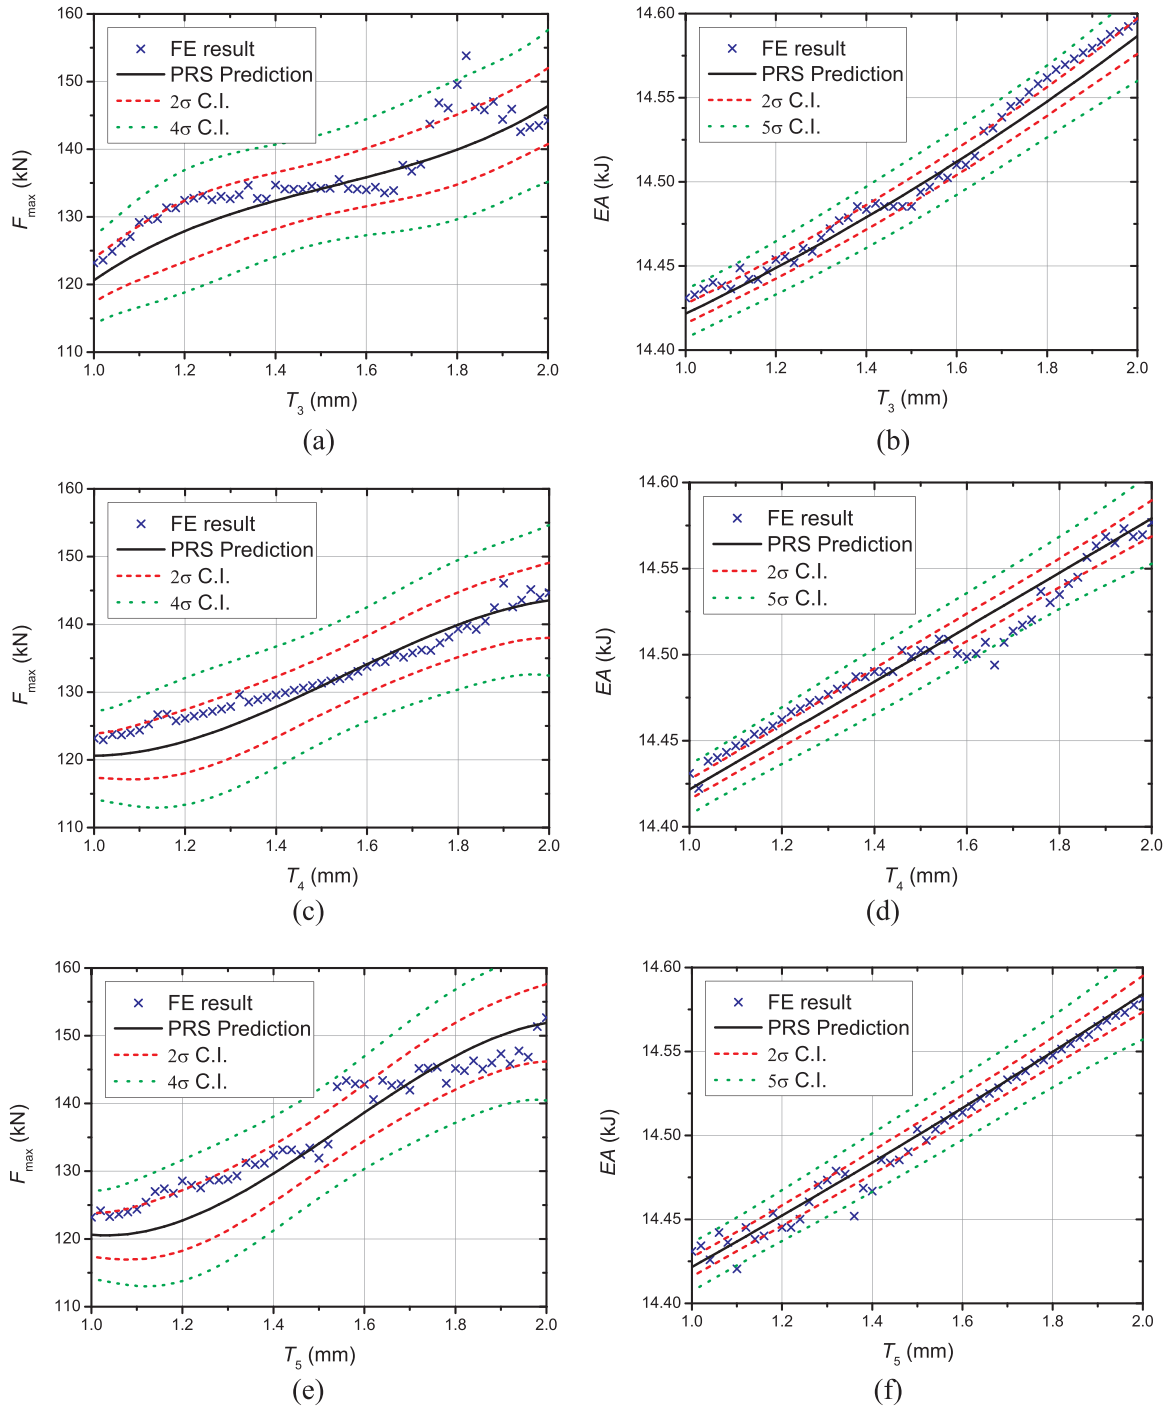 160
150
140
130
120
110
F max (kN)
FE result
PRS Prediction
2σ C.I.
4σ C.I.
1.0 1.2 1.4 1.6 1.8 2.0
T3 (mm)
(a)
14.60
14.55
14.50
14.45
14.40
EA (kJ)
FE result
PRS Prediction
2σ C.I.
5σ C.I.
1.0 1.2 1.4 1.6 1.8 2.0
T3 (mm)
(b)
160
150
140
130
120
110
F max (kN)
FE result
PRS Prediction
2σ C.I.
4σ C.I.
1.0 1.2 1.4 1.6 1.8 2.0
T4 (mm)
(c)
14.60
14.55
14.50
14.45
14.40
EA (kJ)
FE result
PRS Prediction
2σ C.I.
5σ C.I.
1.0 1.2 1.4 1.6 1.8 2.0
T4 (mm)
(d)
160
150
140
130
120
110
F max (kN)
FE result
PRS Prediction
2σ C.I.
4σ C.I.
1.0 1.2 1.4 1.6 1.8 2.0
T5 (mm)
(e)
14.60
14.55
14.50
14.45
14.40
EA (kJ)
FE result
PRS Prediction
2σ C.I.
5σ C.I.
1.0 1.2 1.4 1.6 1.8 2.0
T5 (mm)
(f)